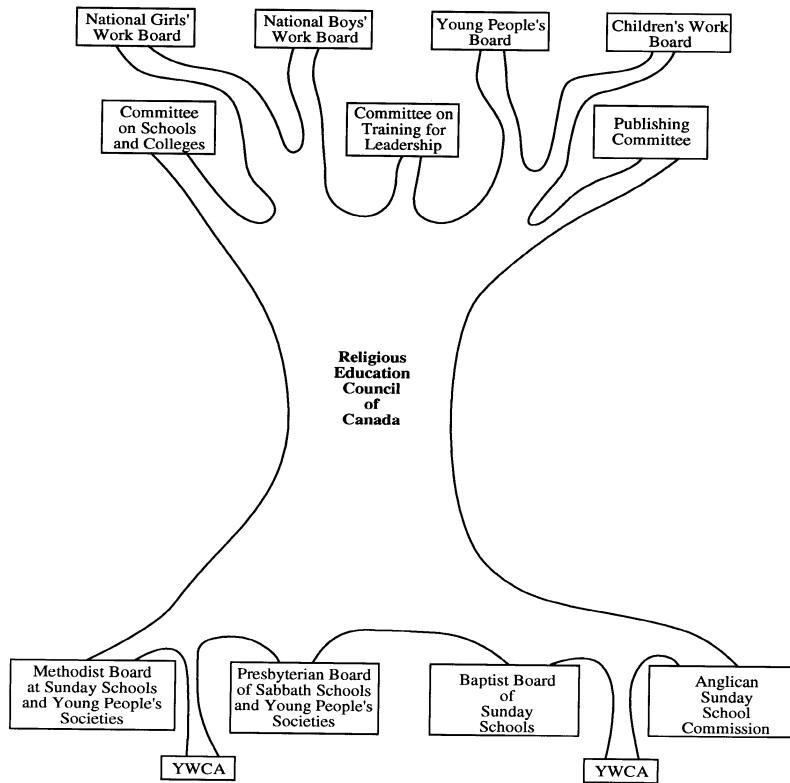 National Girls'
Work Board
National Boys'
Work Board
Young People's
Board
Children's Work
Board
Committee
on Schools
and Colleges
Committee on
Training for
Leadership
Publishing
Committee
Religious
Education
Council
of
Canada
Methodist Board
at Sunday Schools
and Young People's
Societies
Presbyterian Board
of Sabbath Schools
and Young People's
Societies
Baptist Board
of
Sunday
Schools
Anglican
Sunday
School
Commission
YWCA
YWCA